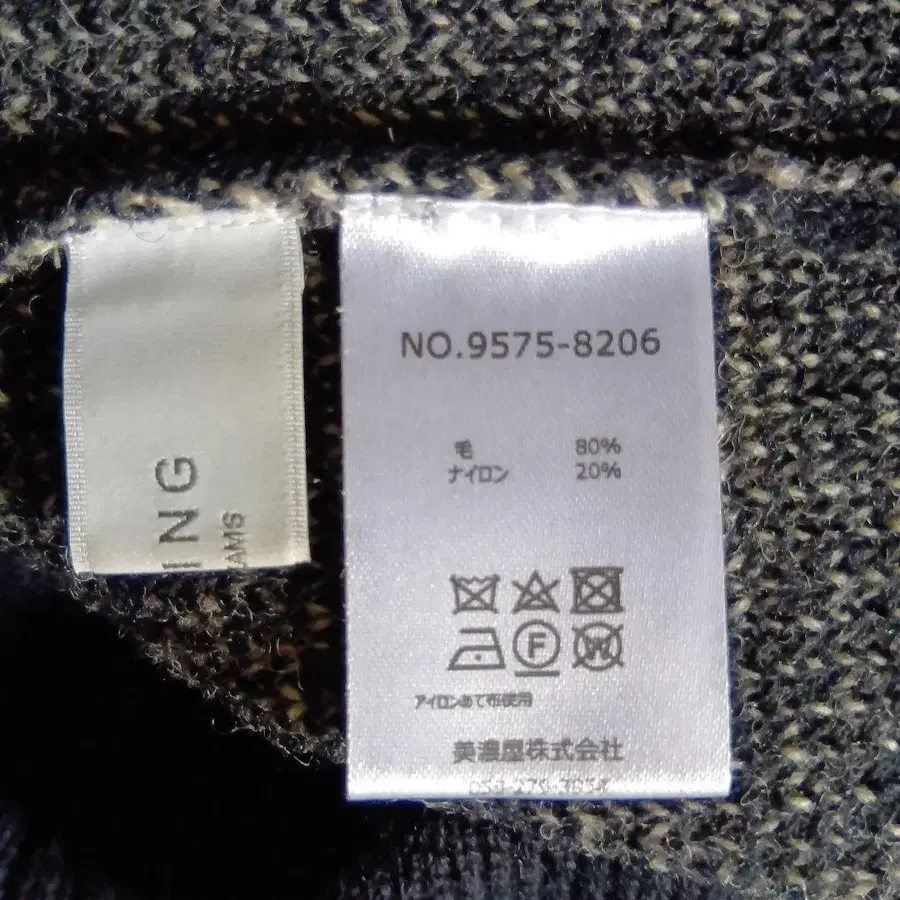 ING
AMS
NO.9575-8206
毛 80%
ナイロン 20%
F W
アイロンあて布使用
美濃屋株式会社